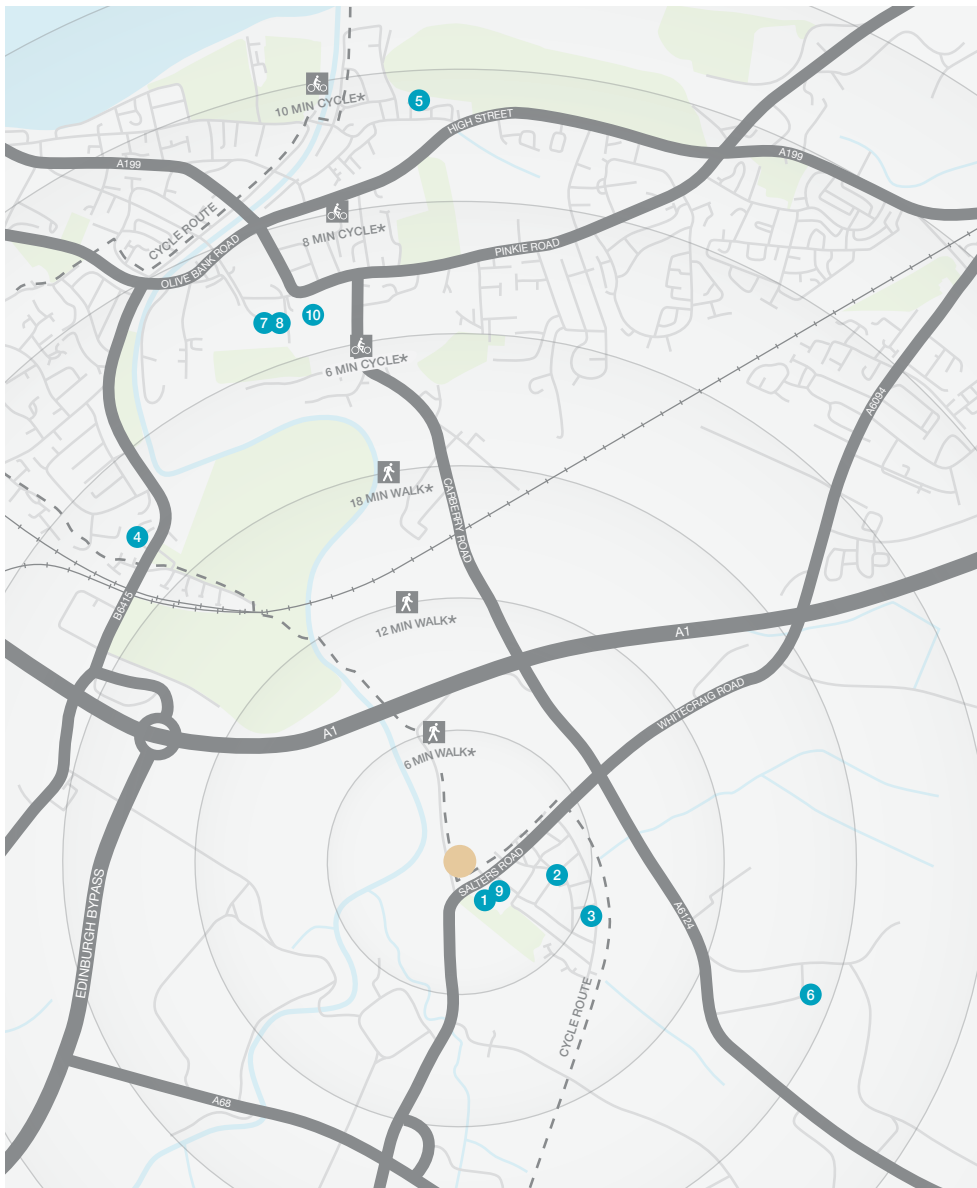 10 MIN CYCLE*
5
HIGH STREET
A199
A199
CYCLE ROUTE
8 MIN CYCLE*
OLIVE BANK ROAD
PINKIE ROAD
7
8
10
6 MIN CYCLE*
A6094
18 MIN WALK*
CARBERRY ROAD
4
B6415
12 MIN WALK*
A1
WHITECRAIG ROAD
A1
6 MIN WALK*
SALTERS ROAD
2
9
1
3
A6124
EDINBURGH BYPASS
6
CYCLE ROUTE
A68